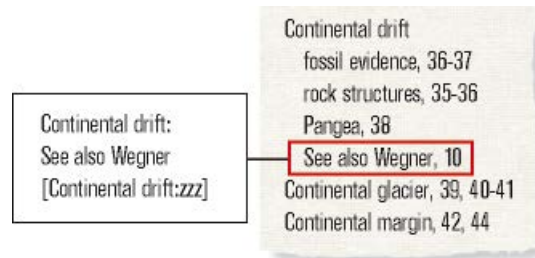 Continental drift:
See also Wegner
[Continental drift:zzz]
Continental drift
fossil evidence, 36-37
rock structures, 35-36
Pangea, 38
See also Wegner, 10
Continental glacier, 39, 40-41
Continental margin, 42, 44